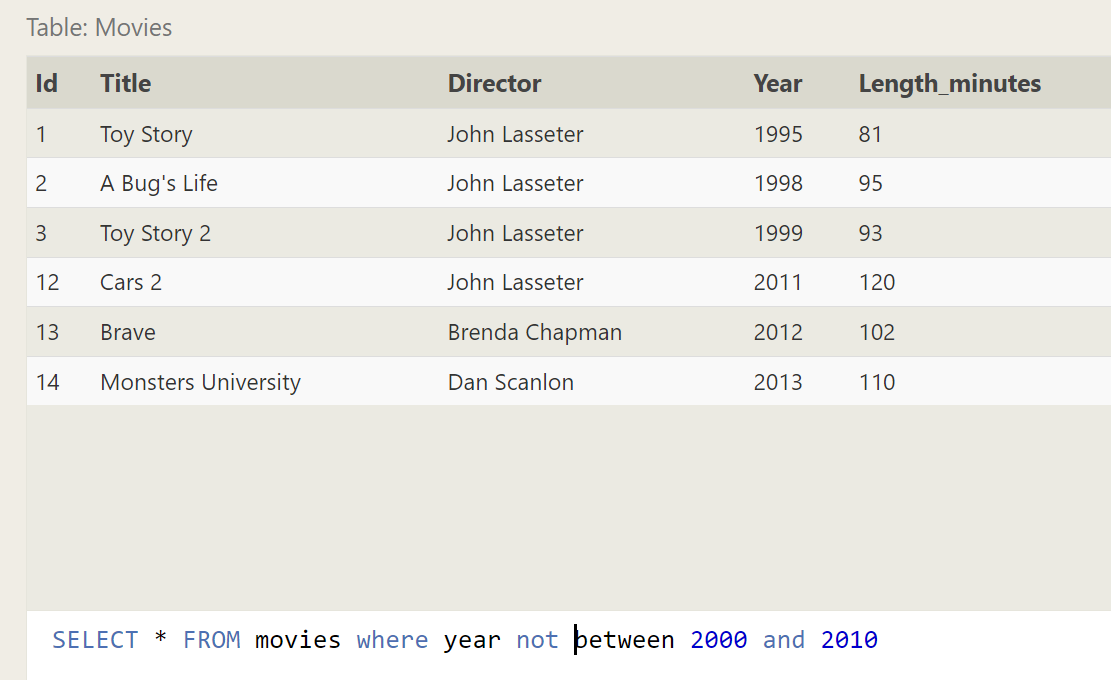 Table: Movies
Id Title Director Year Length_minutes
1 Toy Story John Lasseter 1995 81
2 A Bug's Life John Lasseter 1998 95
3 Toy Story 2 John Lasseter 1999 93
12 Cars 2 John Lasseter 2011 120
13 Brave Brenda Chapman 2012 102
14 Monsters University Dan Scanlon 2013 110
SELECT * FROM movies where year not between 2000 and 2010